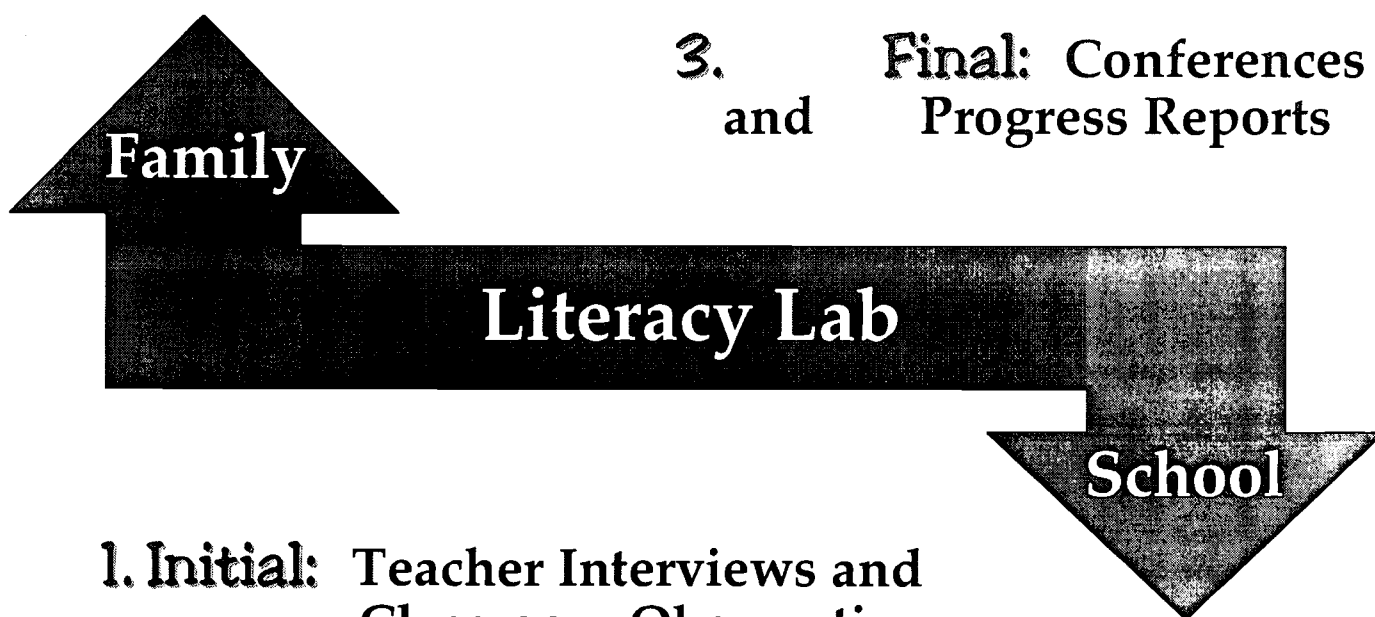 3. Final: Conferences
and Progress Reports
Family
Literacy Lab
School
1. Initial: Teacher Interviews and